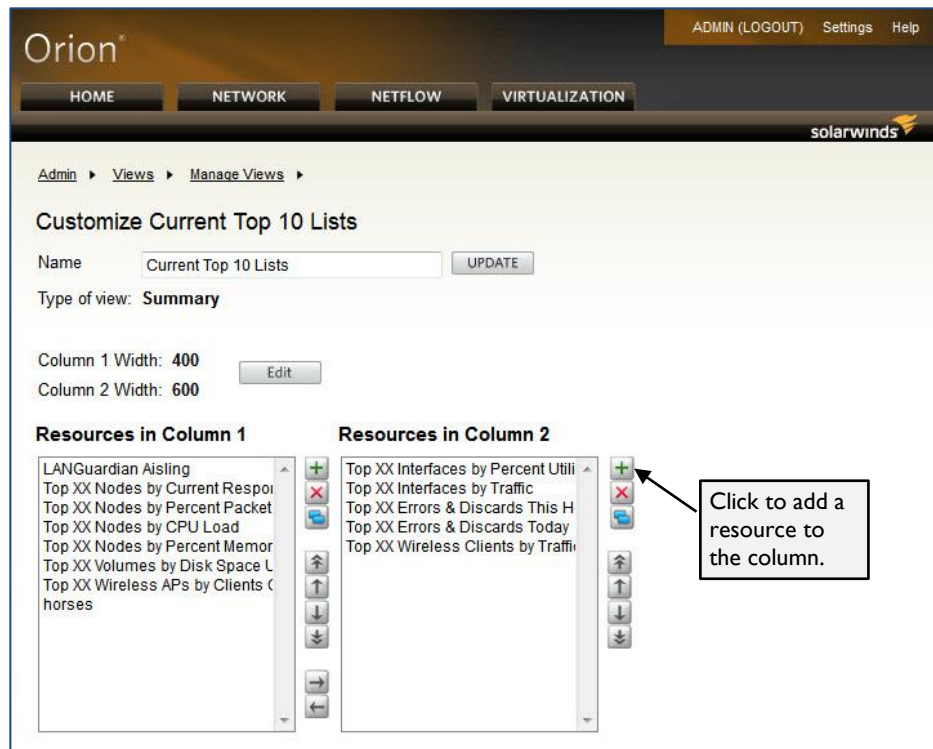 ADMIN (LOGOUT) Settings Help
Orion®
HOME NETWORK NETFLOW VIRTUALIZATION
solarwinds
Admin Views Manage Views
Customize Current Top 10 Lists
Name Current Top 10 Lists UPDATE
Type of view: Summary
Column 1 Width: 400
Edit
Column 2 Width: 600
Resources in Column 1
LANGuardian Aisling
Top XX Nodes by Current Respo
Top XX Nodes by Percent Packet
Top XX Nodes by CPU Load
Top XX Nodes by Percent Memor
Top XX Volumes by Disk Space U
Top XX Wireless APs by Clients C
horses
Resources in Column 2
Top XX Interfaces by Percent Utili
Top XX Interfaces by Traffic
Top XX Errors & Discards This H
Top XX Errors & Discards Today
Top XX Wireless Clients by Traffi
Click to add a
resource to
the column.